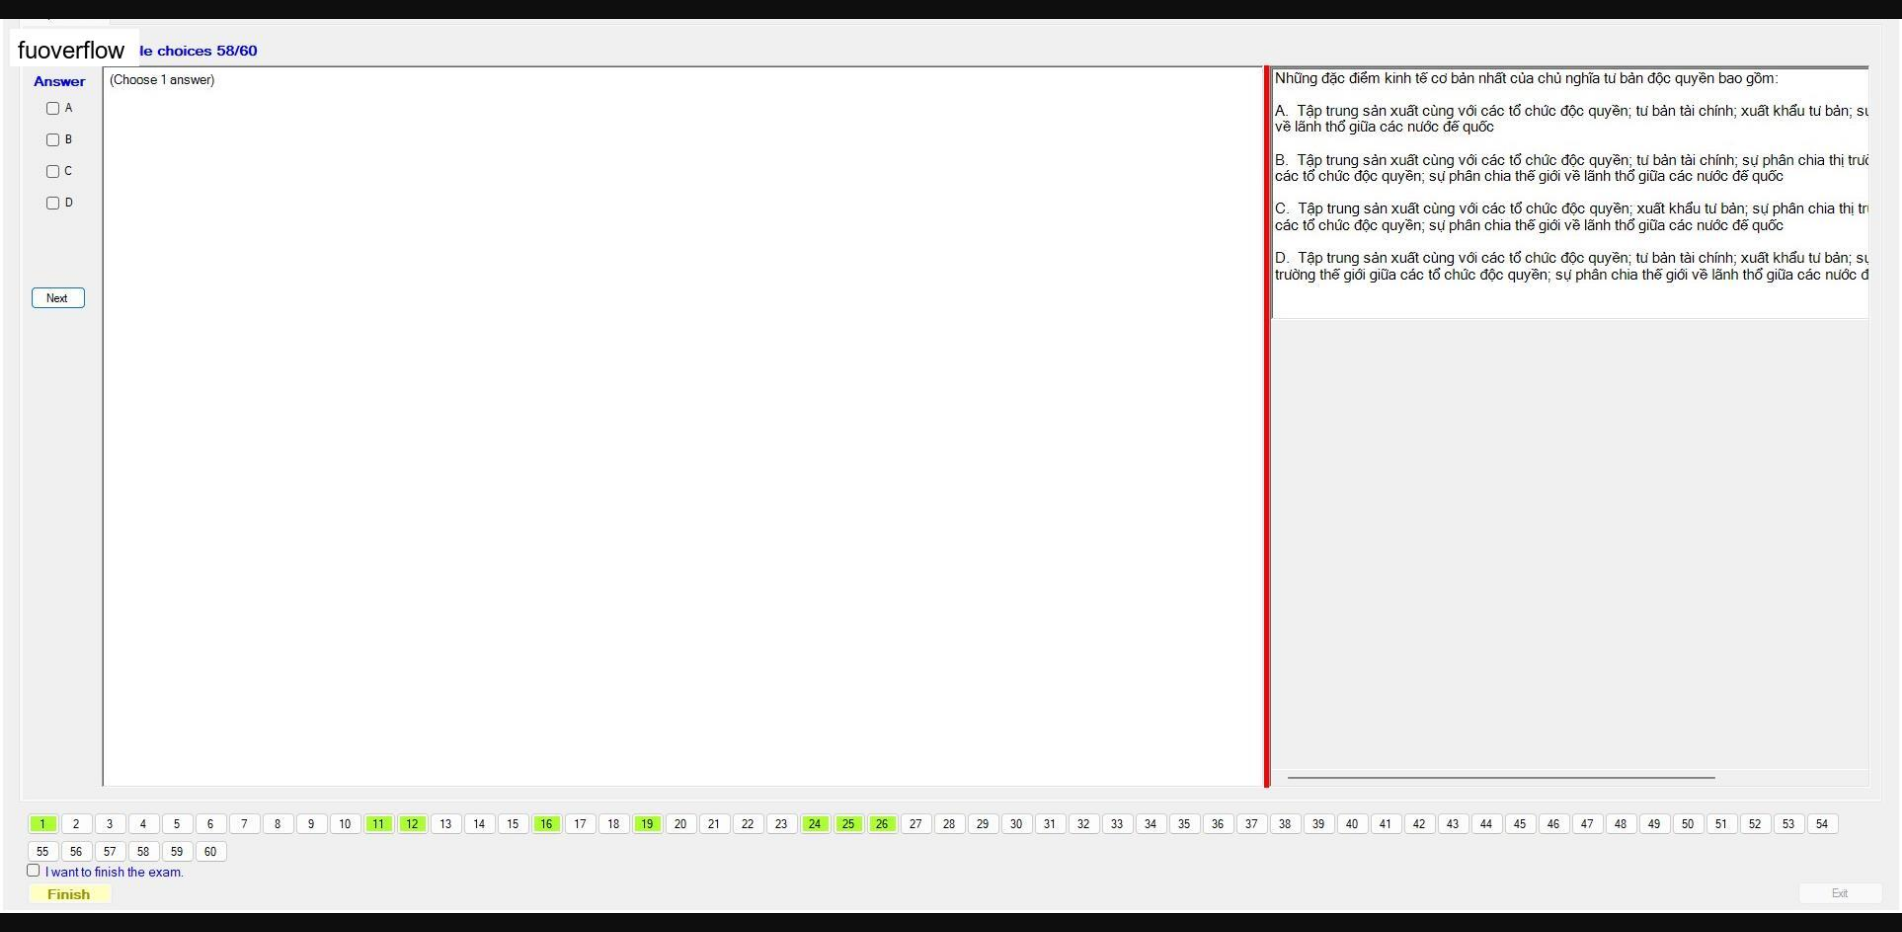 fuoverflow le choices 58/60
Answer
(Choose 1 answer)
A
B
C
D
Next
Những đặc điểm kinh tế cơ bản nhất của chủ nghĩa tư bản độc quyền bao gồm:
A. Tập trung sản xuất cùng với các tổ chức độc quyền; tư bản tài chính; xuất khẩu tư bản;
về lãnh thổ giữa các nước đế quốc
B. Tập trung sản xuất cùng với các tổ chức độc quyền; tư bản tài chính; sự phân chia thị
các tổ chức độc quyền; sự phân chia thế giới về lãnh thổ giữa các nước đế quốc
C. Tập trung sản xuất cùng với các tổ chức độc quyền; xuất khẩu tư bản; sự phân chia thị
các tổ chức độc quyền; sự phân chia thế giới về lãnh thổ giữa các nước đế quốc
D. Tập trung sản xuất cùng với các tổ chức độc quyền; tư bản tài chính; xuất khẩu tư bản;
trường thế giới giữa các tổ chức độc quyền; sự phân chia thế giới về lãnh thổ giữa các nước
1 2 3 4 5 6 7 8 9 10 11 12 13 14 15 16 17 18 19 20 21 22 23 24 25 26 27 28 29 30 31 32 33 34 35 36 37 38 39 40 41 42 43 44 45 46 47 48 49 50 51 52 53 54
55 56 57 58 59 60
I want to finish the exam.
Finish
Exit